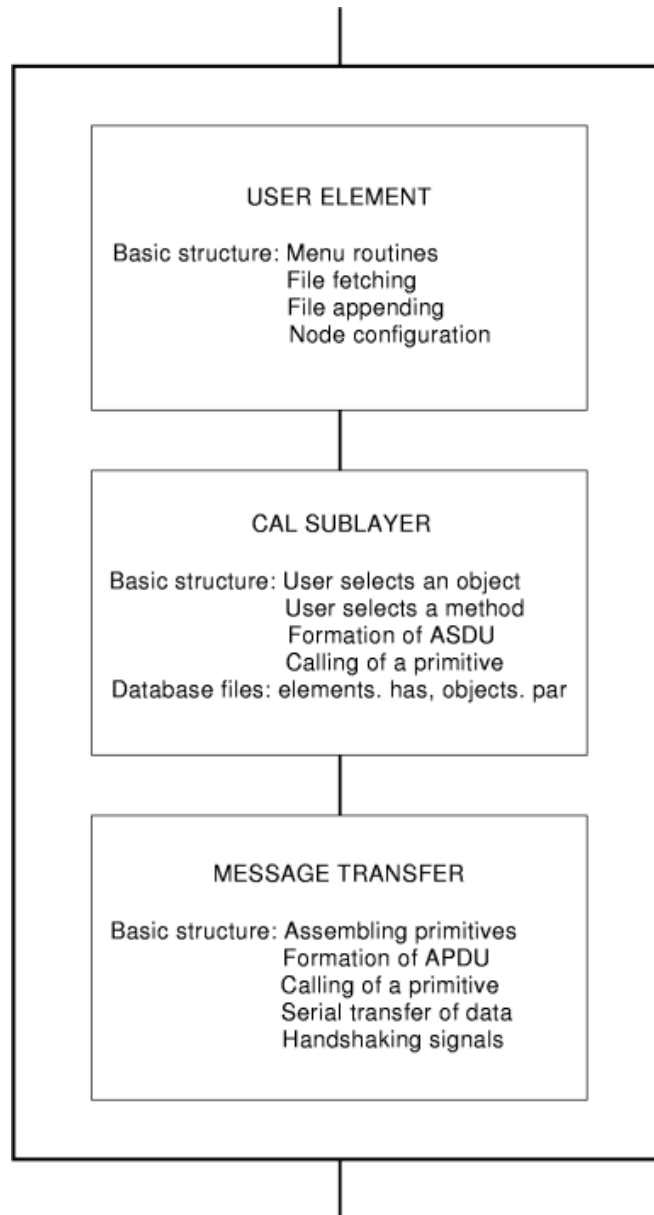 USER ELEMENT
Basic structure: Menu routines
File fetching
File appending
Node configuration
CAL SUBLAYER
Basic structure: User selects an object
User selects a method
Formation of ASDU
Calling of a primitive
Database files: elements. has, objects. par
MESSAGE TRANSFER
Basic structure: Assembling primitives
Formation of APDU
Calling of a primitive
Serial transfer of data
Handshaking signals